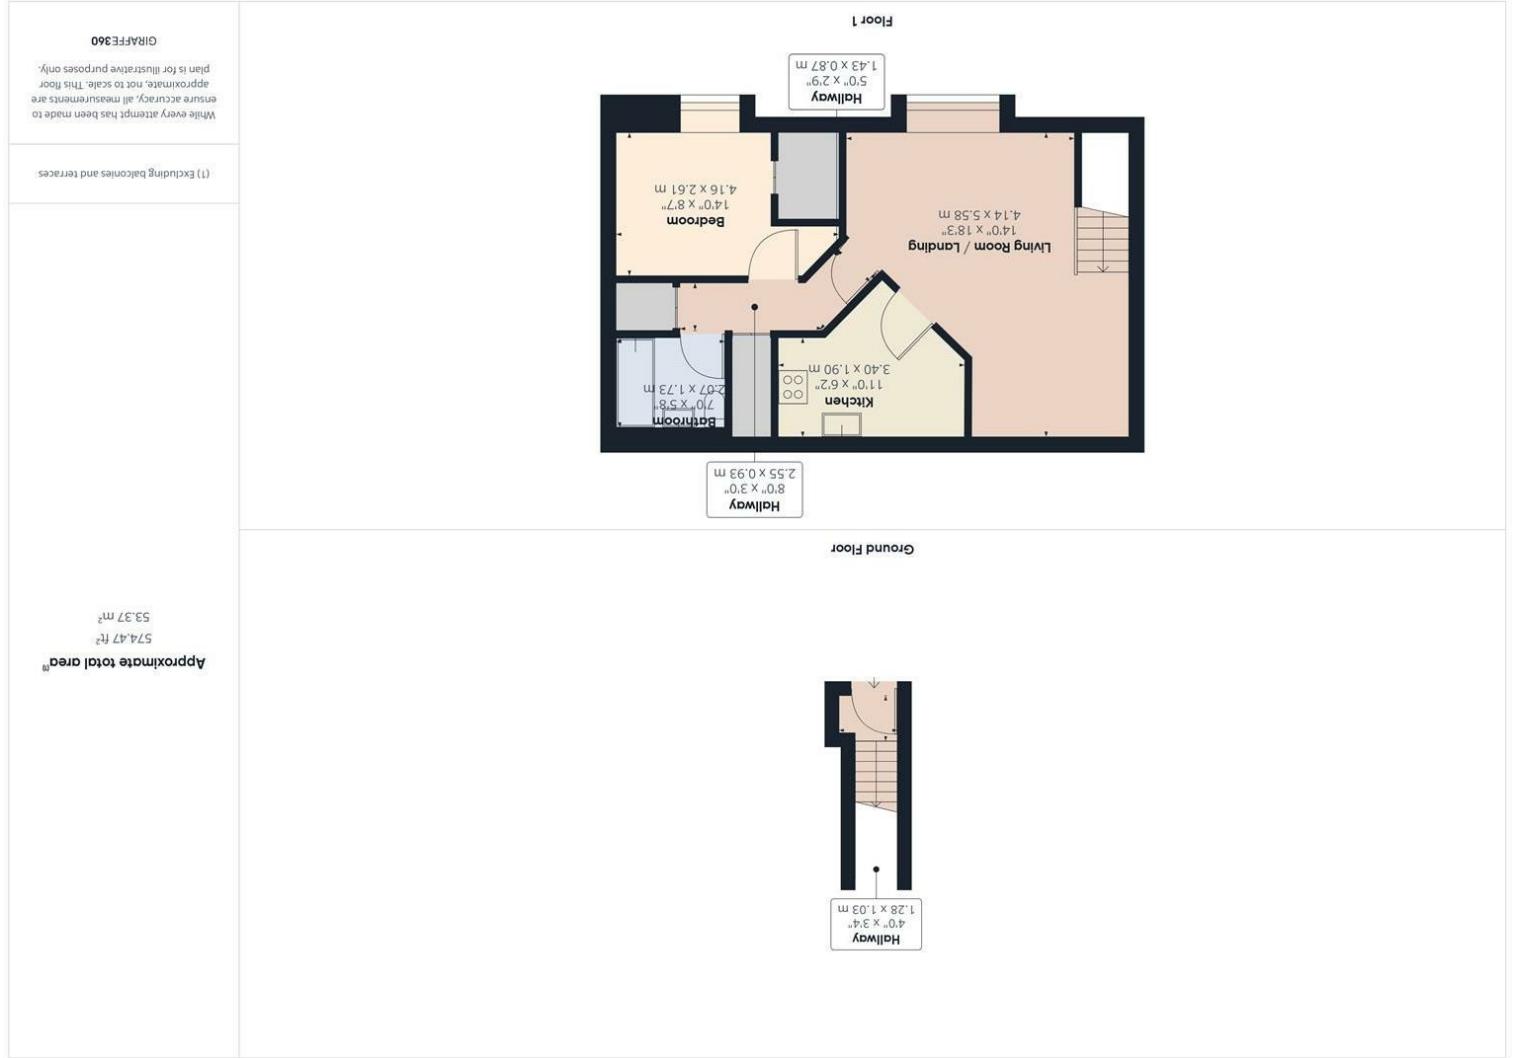 Approximate total area(1)
574.47 ft²
53.37 m²
(1) Excluding balconies and terraces
While every attempt has been made to
ensure accuracy, all measurements are
approximate, not to scale. This floor
plan is for illustrative purposes only.
GIRAFFE360
Hallway
4'0" x 3'4"
1.28 x 1.03 m
Ground Floor
Hallway
8'0" x 3'0"
2.55 x 0.93 m
Bathroom
7'0" x 5'8"
2.07 x 1.73 m
Kitchen
11'0" x 6'2"
3.40 x 1.90 m
Living Room / Landing
14'0" x 18'3"
4.14 x 5.58 m
Bedroom
14'0" x 8'7"
4.16 x 2.61 m
Hallway
5'0" x 2'9"
1.43 x 0.87 m
Floor 1